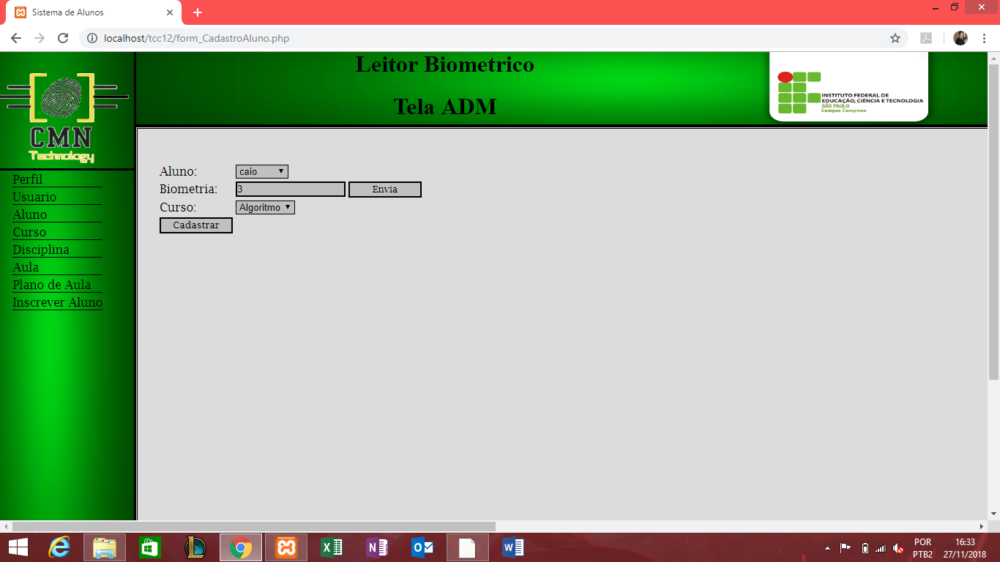 Sistema de Alunos
localhost/tcc12/form_CadastroAluno.php
Leitor Biometrico
Tela ADM
INSTITUTO FEDERAL DE
EDUCAÇÃO, CIÊNCIA E TECNOLOGIA
SÃO PAULO
Campus Campinas
CMN
Technology
Perfil
Usuario
Aluno
Curso
Disciplina
Aula
Plano de Aula
Inscrever Aluno
Aluno: caio
Biometria: 3 Envia
Curso: Algoritmo
Cadastrar
POR 16:33
PTB2 27/11/2018